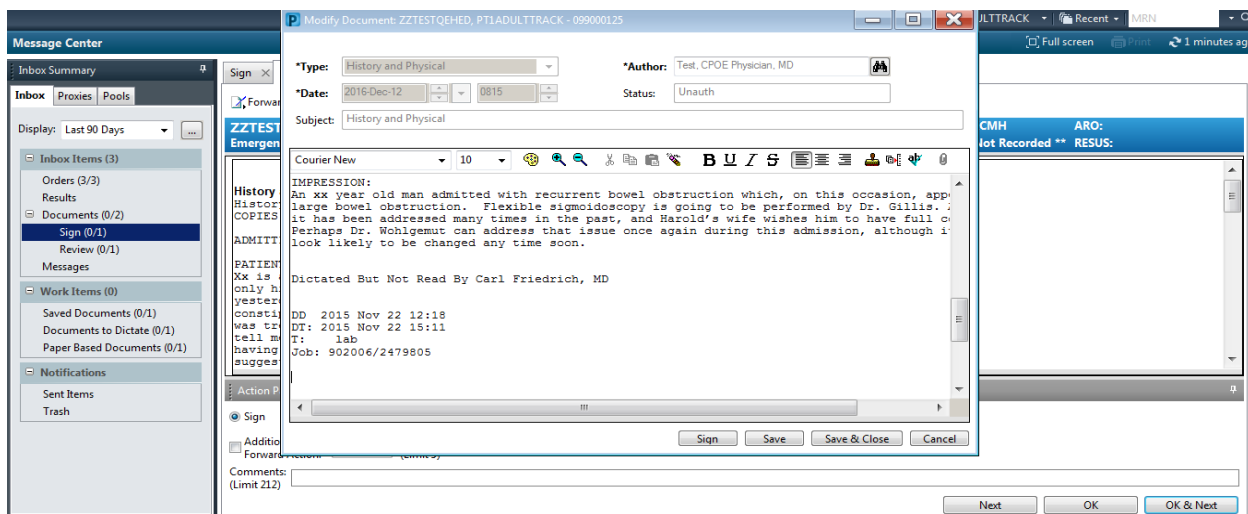 Modify Document: ZZTESTQEHED, PT1ADULTTRACK - 099000125
ULTTRACK
Recent
MRN
Message Center
Full screen
Print
1 minutes ag
Inbox Summary
Inbox Proxies Pools
Display: Last 90 Days ...
Inbox Items (3)
Orders (3/3)
Results
Documents (0/2)
Sign (0/1)
Review (0/1)
Messages
Work Items (0)
Saved Documents (0/1)
Documents to Dictate (0/1)
Paper Based Documents (0/1)
Notifications
Sent Items
Trash
Sign
Forwar
ZZTEST
Emergen
CMH ARO:
Not Recorded ** RESUS:
History
Histor
COPIES
ADMITT
PATIEN
Xx is
only h
yester
consti
was tr
tell m
having
sugges
*Type: History and Physical
*Author: Test, CPOE Physician, MD
*Date: 2016-Dec-12 0815
Status: Unauth
Subject: History and Physical
Courier New 10
B U I S
IMPRESSION:
An xx year old man admitted with recurrent bowel obstruction which, on this occasion, app
large bowel obstruction. Flexible sigmoidoscopy is going to be performed by Dr. Gillis.
it has been addressed many times in the past, and Harold's wife wishes him to have full c
Perhaps Dr. Wohlgemut can address that issue once again during this admission, although i
look likely to be changed any time soon.
Dictated But Not Read By Carl Friedrich, MD
DD 2015 Nov 22 12:18
DT: 2015 Nov 22 15:11
T: lab
Job: 902006/2479805
Sign Save Save & Close Cancel
Action P
Sign
Additio
Forward Action:
(Limit 5)
Comments:
(Limit 212)
Next OK OK & Next